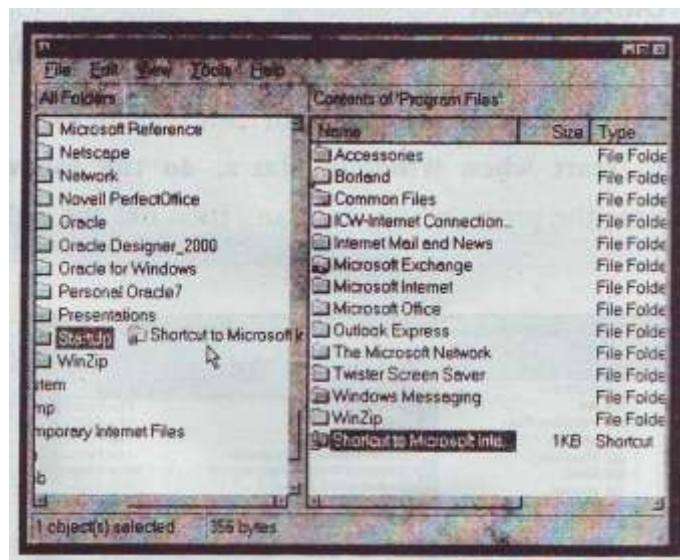 File Edit View Tools Help
All Folders
Contents of 'Program Files'
Microsoft Reference
Netscape
Network
Novell PerfectOffice
Oracle
Oracle Designer_2000
Oracle for Windows
Personal Oracle7
Presentations
StartUp
Shortcut to Microsoft I
WinZip
stem
mp
mporary Internet Files
b
Name Size Type
Accessories File Folde
Borland File Folde
Common Files File Folde
ICW-Internet Connection.. File Folde
Internet Mail and News File Folde
Microsoft Exchange File Folde
Microsoft Internet File Folde
Microsoft Office File Folde
Outlook Express File Folde
The Microsoft Network File Folde
Twister Screen Saver File Folde
Windows Messaging File Folde
WinZip File Folde
Shortcut to Microsoft Inte... 1KB Shortcut
1 object(s) selected 356 bytes